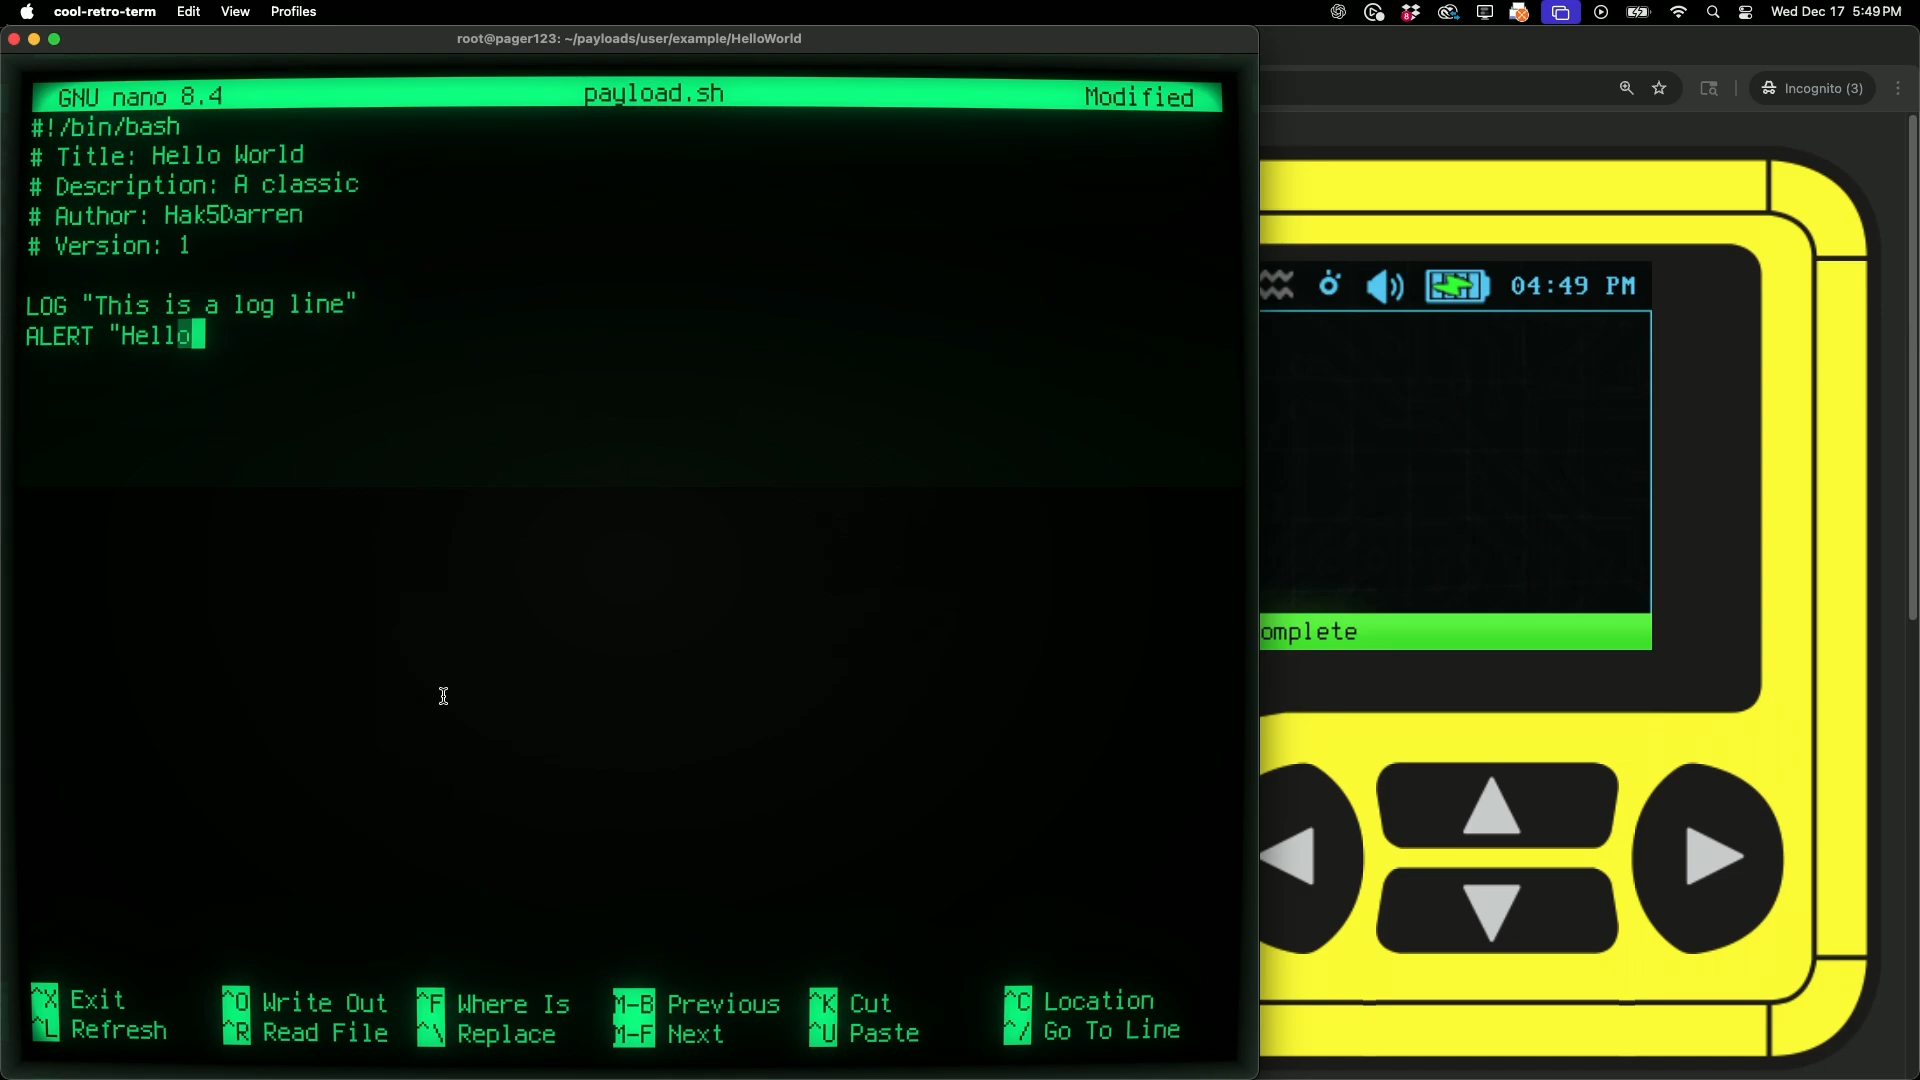 cool-retro-term Edit View Profiles
8
Wed Dec 17 5:49 PM
root@pager123: ~/payloads/user/example/HelloWorld
GNU nano 8.4 payload.sh Modified
#!/bin/bash
# Title: Hello World
# Description: A classic
# Author: Hak5Darren
# Version: 1
LOG "This is a log line"
ALERT "Hello
^X Exit ^O Write Out ^F Where Is M-B Previous ^K Cut ^C Location
^L Refresh ^R Read File ^\ Replace M-F Next ^U Paste ^/ Go To Line
Incognito (3)
04:49 PM
omplete